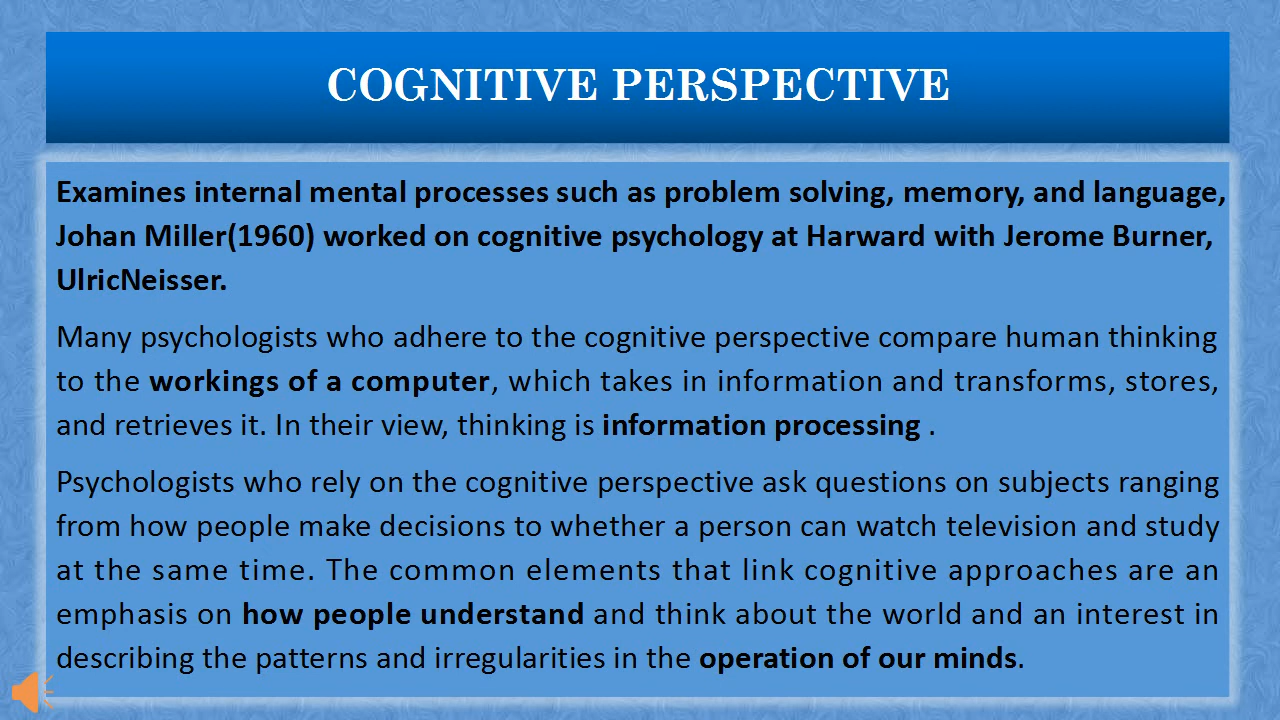 COGNITIVE PERSPECTIVE
Examines internal mental processes such as problem solving, memory, and language,
Johan Miller(1960) worked on cognitive psychology at Harward with Jerome Burner,
UlricNeisser.
Many psychologists who adhere to the cognitive perspective compare human thinking
to the workings of a computer, which takes in information and transforms, stores,
and retrieves it. In their view, thinking is information processing .
Psychologists who rely on the cognitive perspective ask questions on subjects ranging
from how people make decisions to whether a person can watch television and study
at the same time. The common elements that link cognitive approaches are an
emphasis on how people understand and think about the world and an interest in
describing the patterns and irregularities in the operation of our minds.